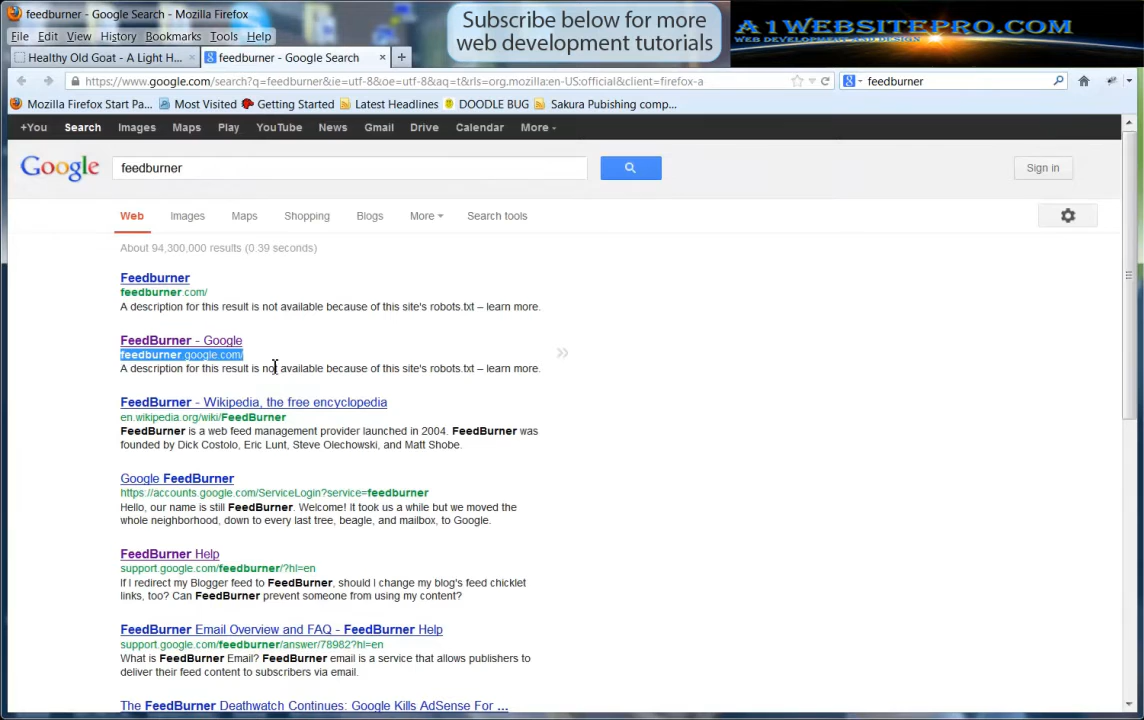 feedburner - Google Search - Mozilla Firefox
Subscribe below for more
web development tutorials
A1WEBSITEPRO.COM
WEB DEVELOPMENT AND DESIGN
File Edit View History Bookmarks Tools Help
Healthy Old Goat - A Light H... × feedburner - Google Search × +
https://www.google.com/search?q=feedburner&ie=utf-8&oe=utf-8&aq=t&rls=org.mozilla:en-US:official&client=firefox-a
feedburner
Mozilla Firefox Start Pa... Most Visited Getting Started Latest Headlines DOODLE BUG Sakura Pubishing comp...
+You Search Images Maps Play YouTube News Gmail Drive Calendar More
Google feedburner Sign in
Web Images Maps Shopping Blogs More Search tools
About 94,300,000 results (0.39 seconds)
Feedburner
feedburner.com/
A description for this result is not available because of this site's robots.txt – learn more.
FeedBurner - Google
feedburner.google.com/
A description for this result is not available because of this site's robots.txt – learn more.
FeedBurner - Wikipedia, the free encyclopedia
en.wikipedia.org/wiki/FeedBurner
FeedBurner is a web feed management provider launched in 2004. FeedBurner was
founded by Dick Costolo, Eric Lunt, Steve Olechowski, and Matt Shobe.
Google FeedBurner
https://accounts.google.com/ServiceLogin?service=feedburner
Hello, our name is still FeedBurner. Welcome! It took us a while but we moved the
whole neighborhood, down to every last tree, beagle, and mailbox, to Google.
FeedBurner Help
support.google.com/feedburner/?hl=en
If I redirect my Blogger feed to FeedBurner, should I change my blog's feed chicklet
links, too? Can FeedBurner prevent someone from using my content?
FeedBurner Email Overview and FAQ - FeedBurner Help
support.google.com/feedburner/answer/78982?hl=en
What is FeedBurner Email? FeedBurner email is a service that allows publishers to
deliver their feed content to subscribers via email.
The FeedBurner Deathwatch Continues: Google Kills AdSense For ...